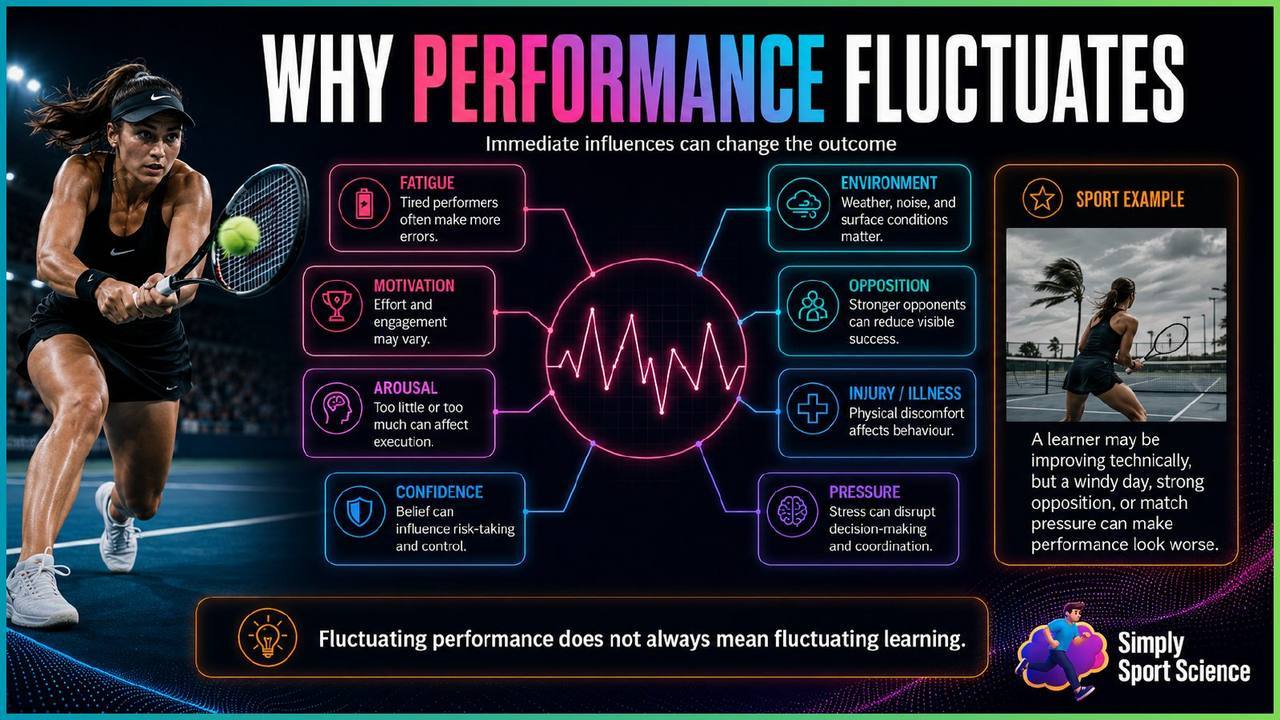 WHY PERFORMANCE FLUCTUATES
Immediate influences can change the outcome
FATIGUE
Tired performers
often make more
errors.
MOTIVATION
Effort and
engagement
may vary.
AROUSAL
Too little or too
much can affect
execution.
CONFIDENCE
Belief can
influence risk-taking
and control.
ENVIRONMENT
Weather, noise, and
surface conditions
matter.
OPPOSITION
Stronger opponents
can reduce visible
success.
INJURY / ILLNESS
Physical discomfort
affects behaviour.
PRESSURE
Stress can disrupt
decision-making
and coordination.
SPORT EXAMPLE
A learner may be
improving technically,
but a windy day, strong
opposition, or match
pressure can make
performance look worse.
Fluctuating performance does not always mean fluctuating learning.
Simply
Sport Science